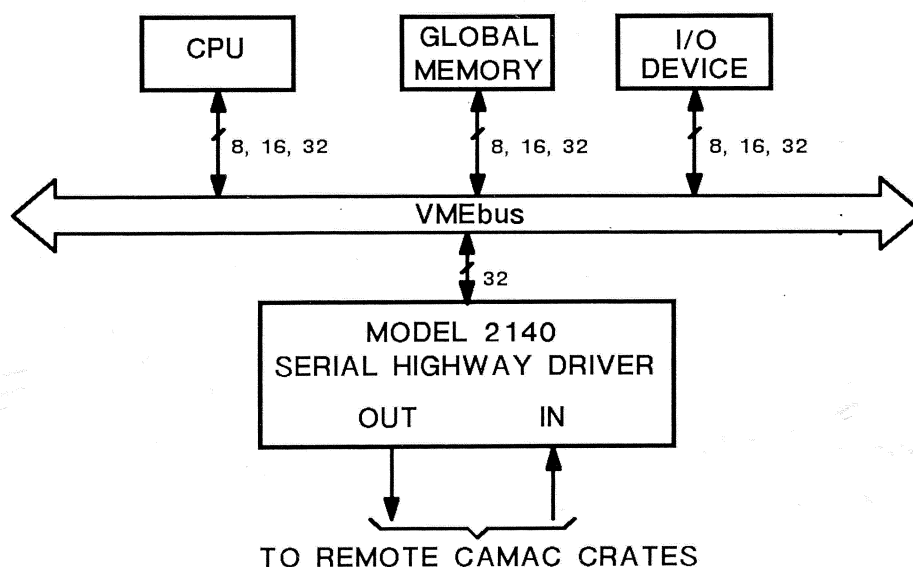 CPU
GLOBAL
MEMORY
I/O
DEVICE
8, 16, 32
8, 16, 32
8, 16, 32
VMEbus
32
MODEL 2140
SERIAL HIGHWAY DRIVER
OUT IN
TO REMOTE CAMAC CRATES